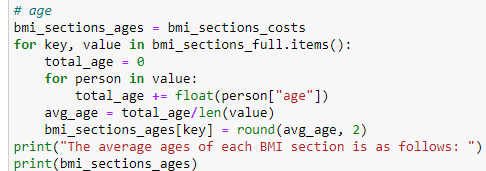 # age
bmi_sections_ages = bmi_sections_costs
for key, value in bmi_sections_full.items():
    total_age = 0
    for person in value:
        total_age += float(person["age"])
    avg_age = total_age/len(value)
    bmi_sections_ages[key] = round(avg_age, 2)
print("The average ages of each BMI section is as follows: ")
print(bmi_sections_ages)